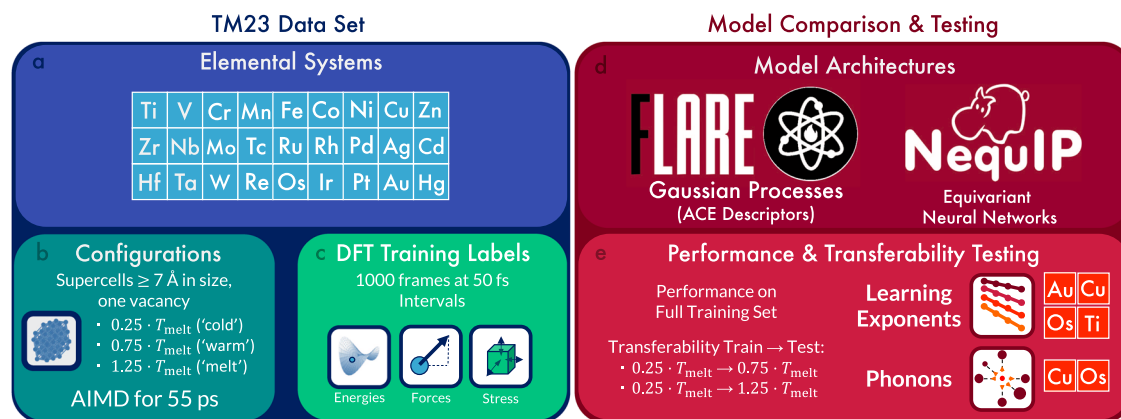 TM23 Data Set
a
Elemental Systems
Ti V Cr Mn Fe Co Ni Cu Zn
Zr Nb Mo Tc Ru Rh Pd Ag Cd
Hf Ta W Re Os Ir Pt Au Hg
b
Configurations
Supercells ≥ 7 Å in size,
one vacancy
• 0.25 · T_melt ('cold')
• 0.75 · T_melt ('warm')
• 1.25 · T_melt ('melt')
AIMD for 55 ps
c
DFT Training Labels
1000 frames at 50 fs
Intervals
Energies Forces Stress
Model Comparison & Testing
d
Model Architectures
FLARE
Gaussian Processes
(ACE Descriptors)
NequIP
Equivariant
Neural Networks
e
Performance & Transferability Testing
Performance on
Full Training Set
Transferability Train → Test:
• 0.25 · T_melt → 0.75 · T_melt
• 0.25 · T_melt → 1.25 · T_melt
Learning
Exponents
Au Cu
Os Ti
Phonons
Cu Os